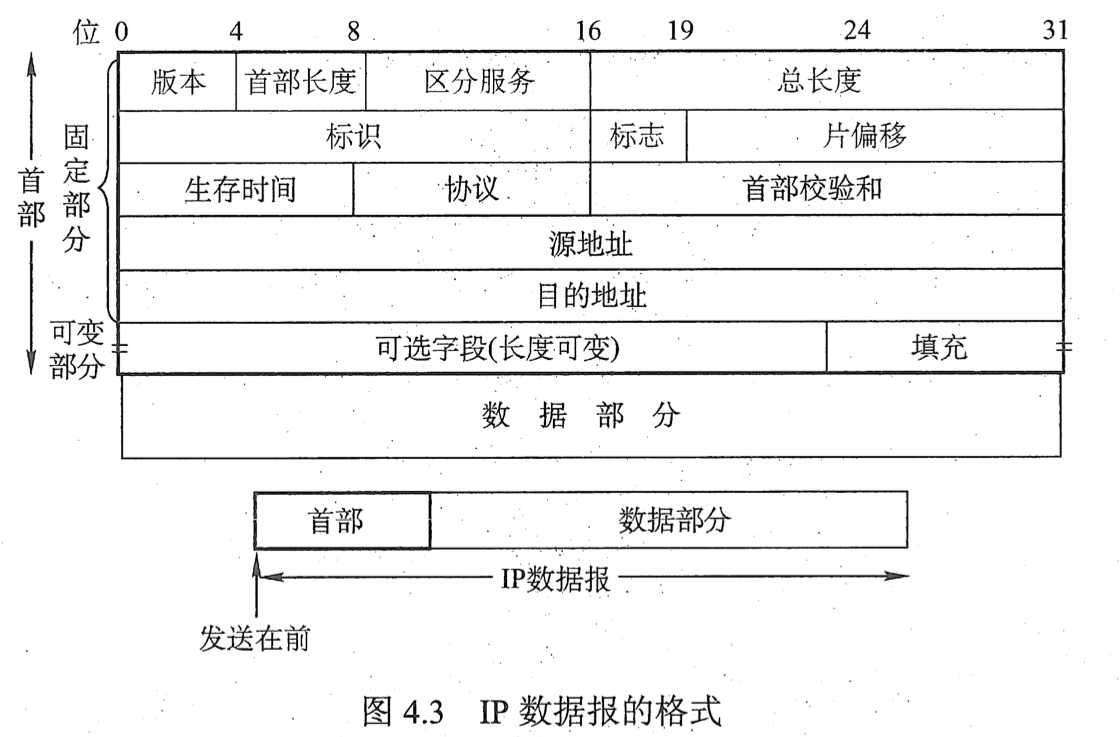 位 0 4 8 16 19 24 31
版本 首部长度 区分服务 总长度
标识 标志 片偏移
生存时间 协议 首部校验和
源地址
目的地址
可选字段(长度可变) 填充
数据部分
首部
固定部分
可变部分
首部 数据部分
IP数据报
发送在前
图 4.3 IP 数据报的格式